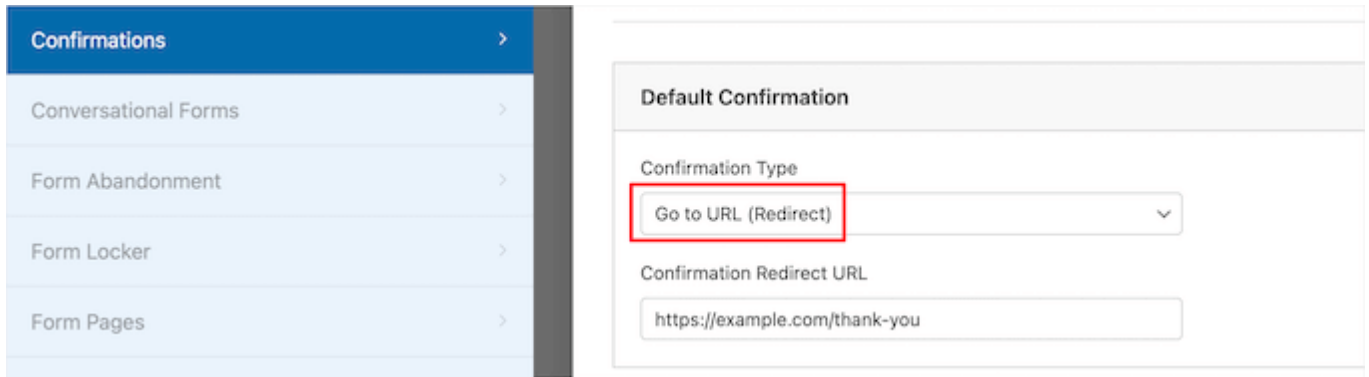 Confirmations
Conversational Forms
Form Abandonment
Form Locker
Form Pages
Default Confirmation
Confirmation Type
Go to URL (Redirect)
Confirmation Redirect URL
https://example.com/thank-you